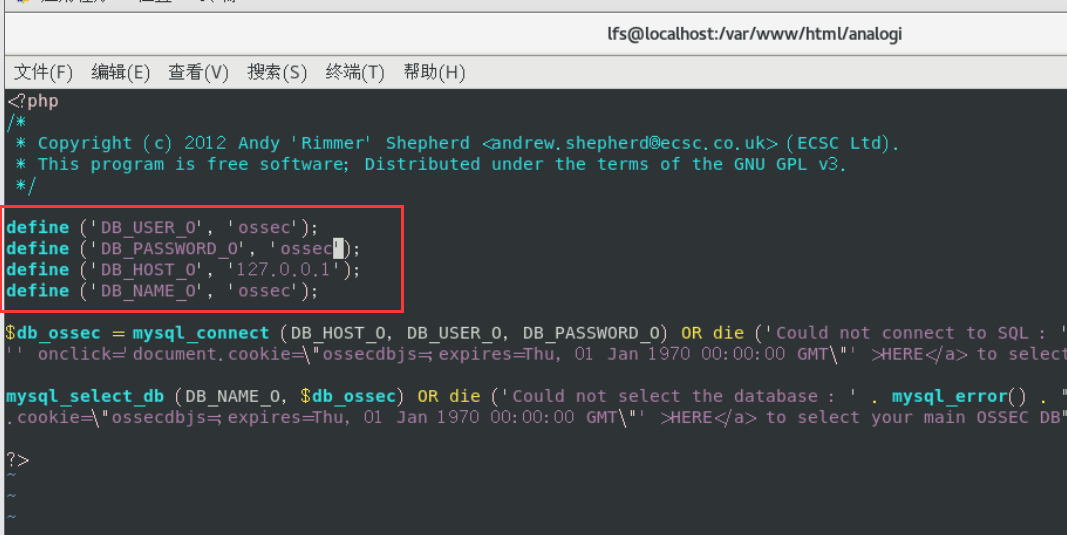 lfs@localhost:/var/www/html/analogi
文件(F) 编辑(E) 查看(V) 搜索(S) 终端(T) 帮助(H)
<?php
/*
 * Copyright (c) 2012 Andy 'Rimmer' Shepherd <andrew.shepherd@ecsc.co.uk> (ECSC Ltd).
 * This program is free software; Distributed under the terms of the GNU GPL v3.
 */
define ('DB_USER_O', 'ossec');
define ('DB_PASSWORD_O', 'ossec');
define ('DB_HOST_O', '127.0.0.1');
define ('DB_NAME_O', 'ossec');
$db_ossec = mysql_connect (DB_HOST_O, DB_USER_O, DB_PASSWORD_O) OR die ('Could not connect to SQL : '
'' onclick='document.cookie=\"ossecdbjs=;expires=Thu, 01 Jan 1970 00:00:00 GMT\"' >HERE</a> to select
mysql_select_db (DB_NAME_O, $db_ossec) OR die ('Could not select the database : ' . mysql_error() . "
.cookie=\"ossecdbjs=;expires=Thu, 01 Jan 1970 00:00:00 GMT\"' >HERE</a> to select your main OSSEC DB"
?>
~
~
~